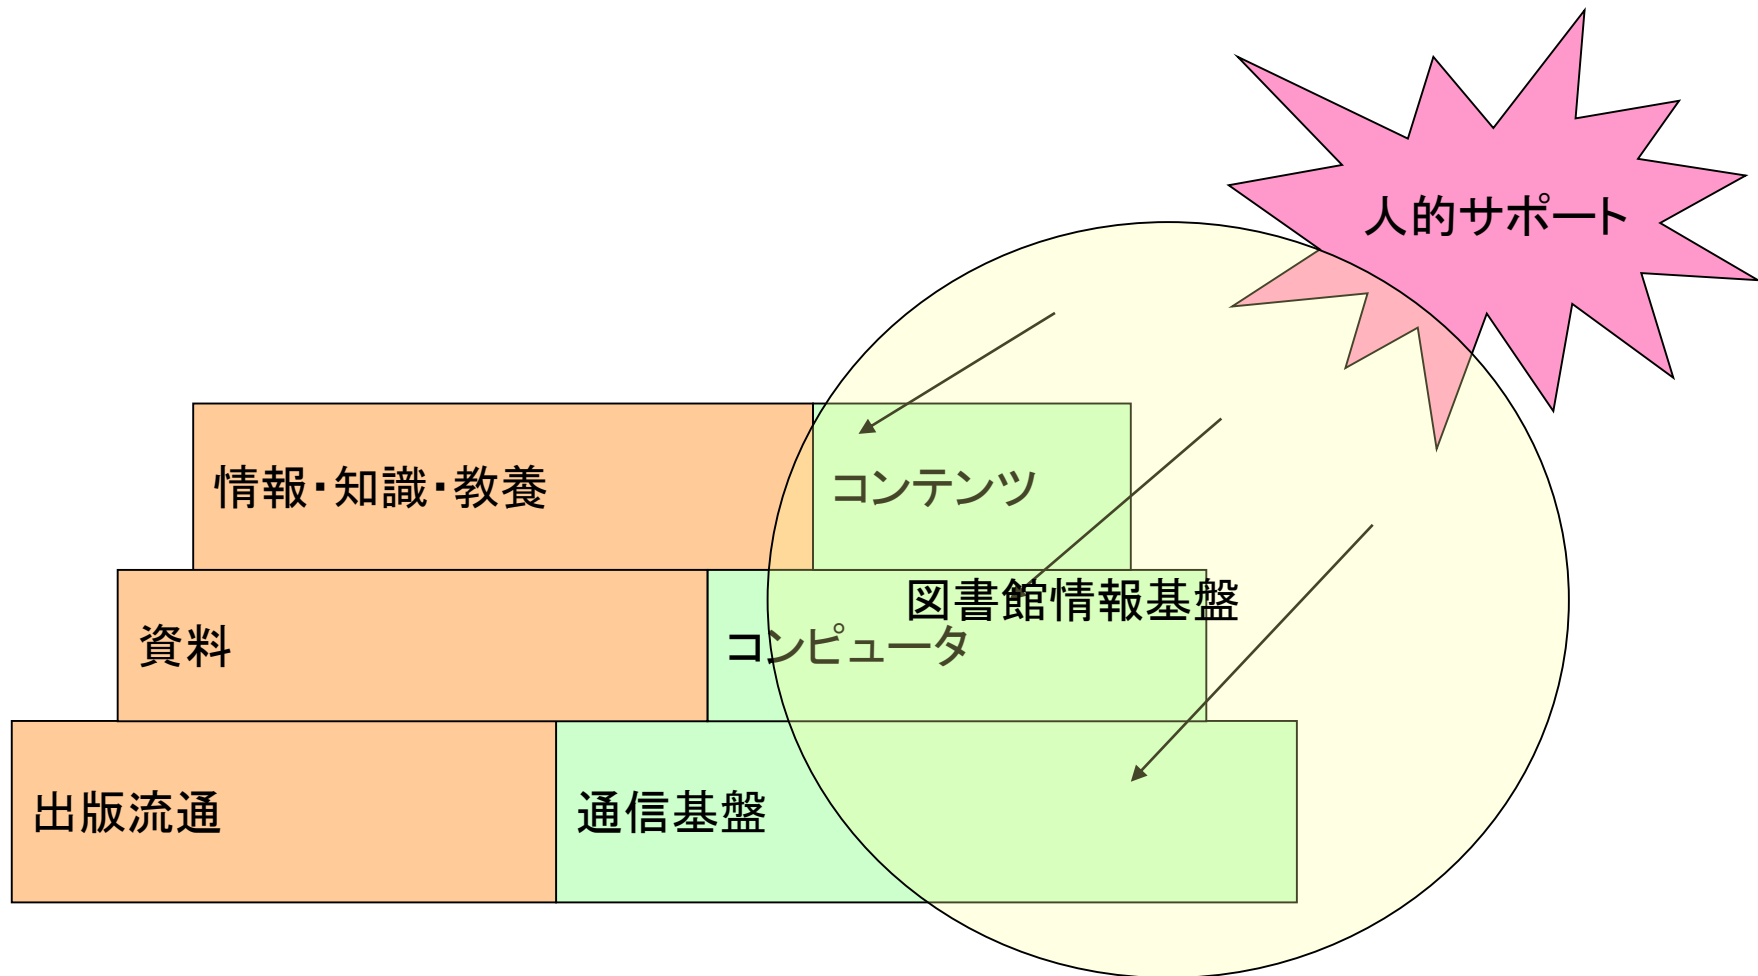 人的サポート
情報・知識・教養
コンテンツ
図書館情報基盤
資料
コンピュータ
出版流通
通信基盤